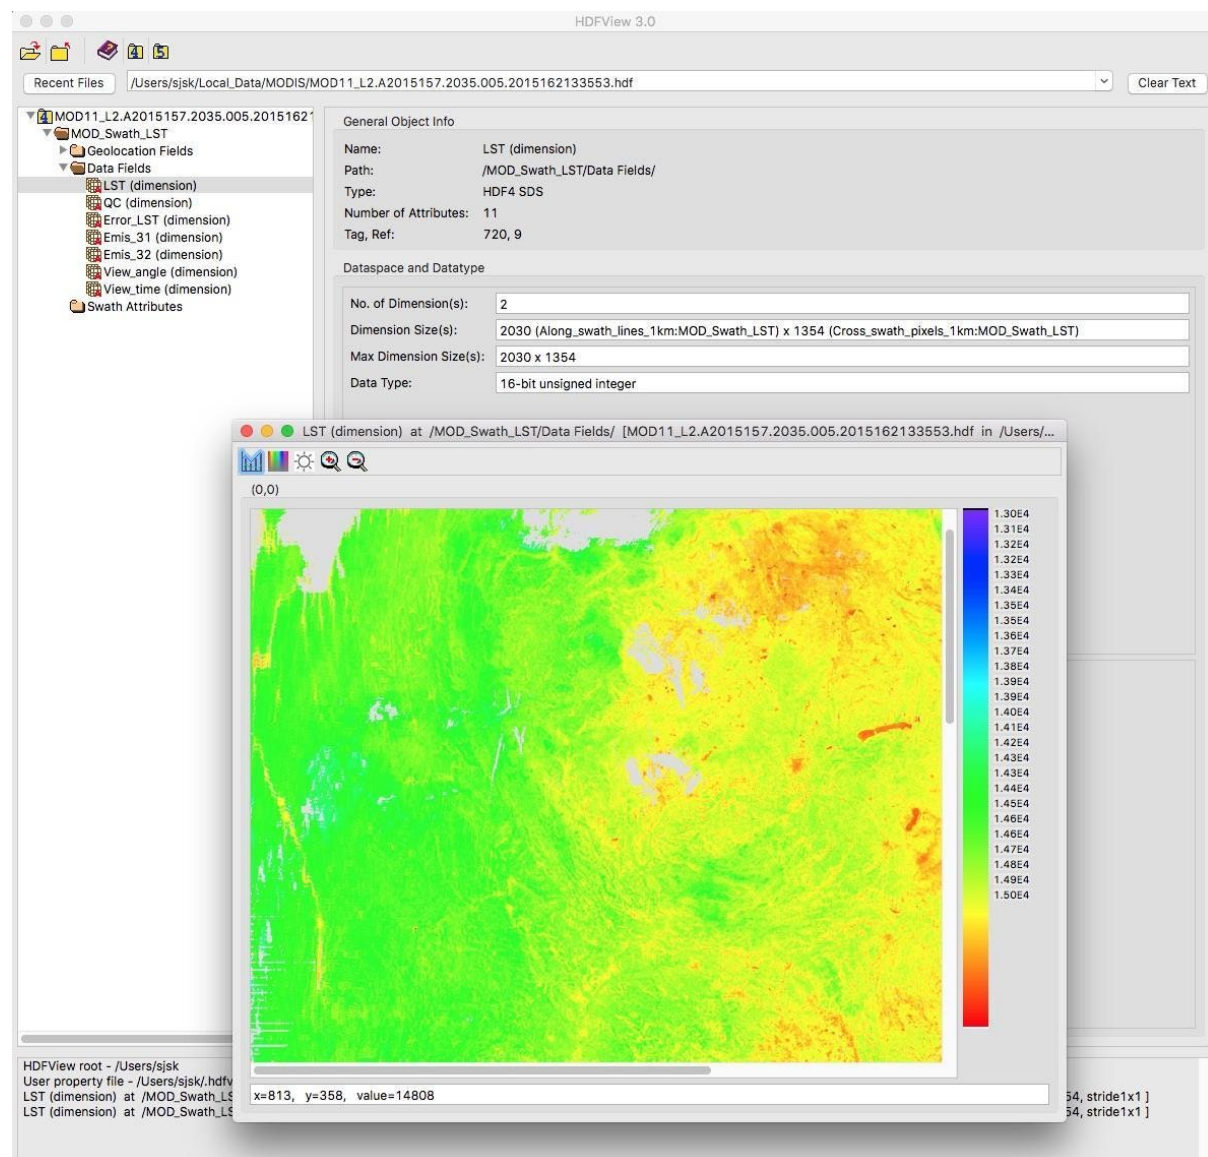 HDFView 3.0
Recent Files
/Users/sjsk/Local_Data/MODIS/MOD11_L2.A2015157.2035.005.2015162133553.hdf
Clear Text
MOD11_L2.A2015157.2035.005.20151621
MOD_Swath_LST
Geolocation Fields
Data Fields
LST (dimension)
QC (dimension)
Error_LST (dimension)
Emis_31 (dimension)
Emis_32 (dimension)
View_angle (dimension)
View_time (dimension)
Swath Attributes
General Object Info
Name: LST (dimension)
Path: /MOD_Swath_LST/Data Fields/
Type: HDF4 SDS
Number of Attributes: 11
Tag, Ref: 720, 9
Dataspace and Datatype
No. of Dimension(s): 2
Dimension Size(s): 2030 (Along_swath_lines_1km:MOD_Swath_LST) x 1354 (Cross_swath_pixels_1km:MOD_Swath_LST)
Max Dimension Size(s): 2030 x 1354
Data Type: 16-bit unsigned integer
LST (dimension) at /MOD_Swath_LST/Data Fields/ [MOD11_L2.A2015157.2035.005.2015162133553.hdf in /Users/...
(0,0)
1.30E4
1.31E4
1.32E4
1.32E4
1.33E4
1.34E4
1.35E4
1.35E4
1.36E4
1.37E4
1.38E4
1.39E4
1.39E4
1.40E4
1.41E4
1.42E4
1.43E4
1.43E4
1.44E4
1.45E4
1.46E4
1.46E4
1.47E4
1.48E4
1.49E4
1.50E4
x=813, y=358, value=14808
HDFView root - /Users/sjsk
User property file - /Users/sjsk/.hdfv
LST (dimension) at /MOD_Swath_LS 54, stride1x1 ]
LST (dimension) at /MOD_Swath_LS 54, stride1x1 ]